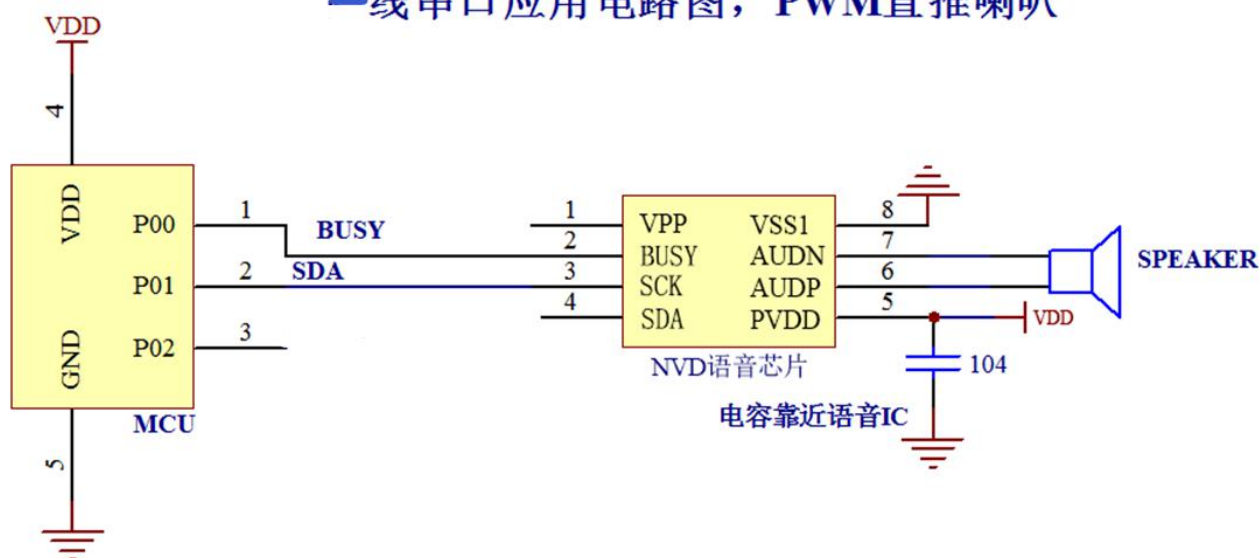 一线串口应用电路图，PWM直推喇叭
VDD
4
VDD
P00
1
BUSY
P01
2
SDA
P02
3
GND
MCU
5
1
VPP
VSS1
8
2
BUSY
AUDN
7
3
SCK
AUDP
6
4
SDA
PVDD
5
SPEAKER
VDD
NVD语音芯片
104
电容靠近语音IC